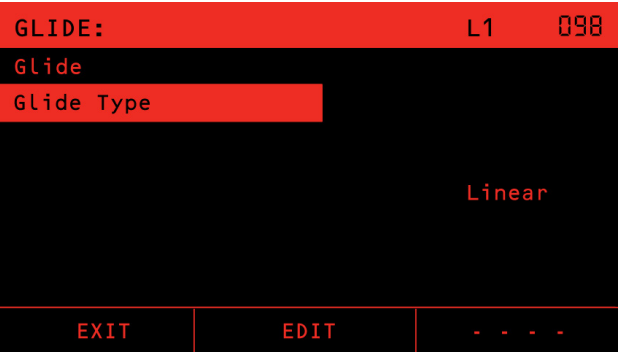 GLIDE: L1 098
Glide
Glide Type
Linear
EXIT EDIT - - - -